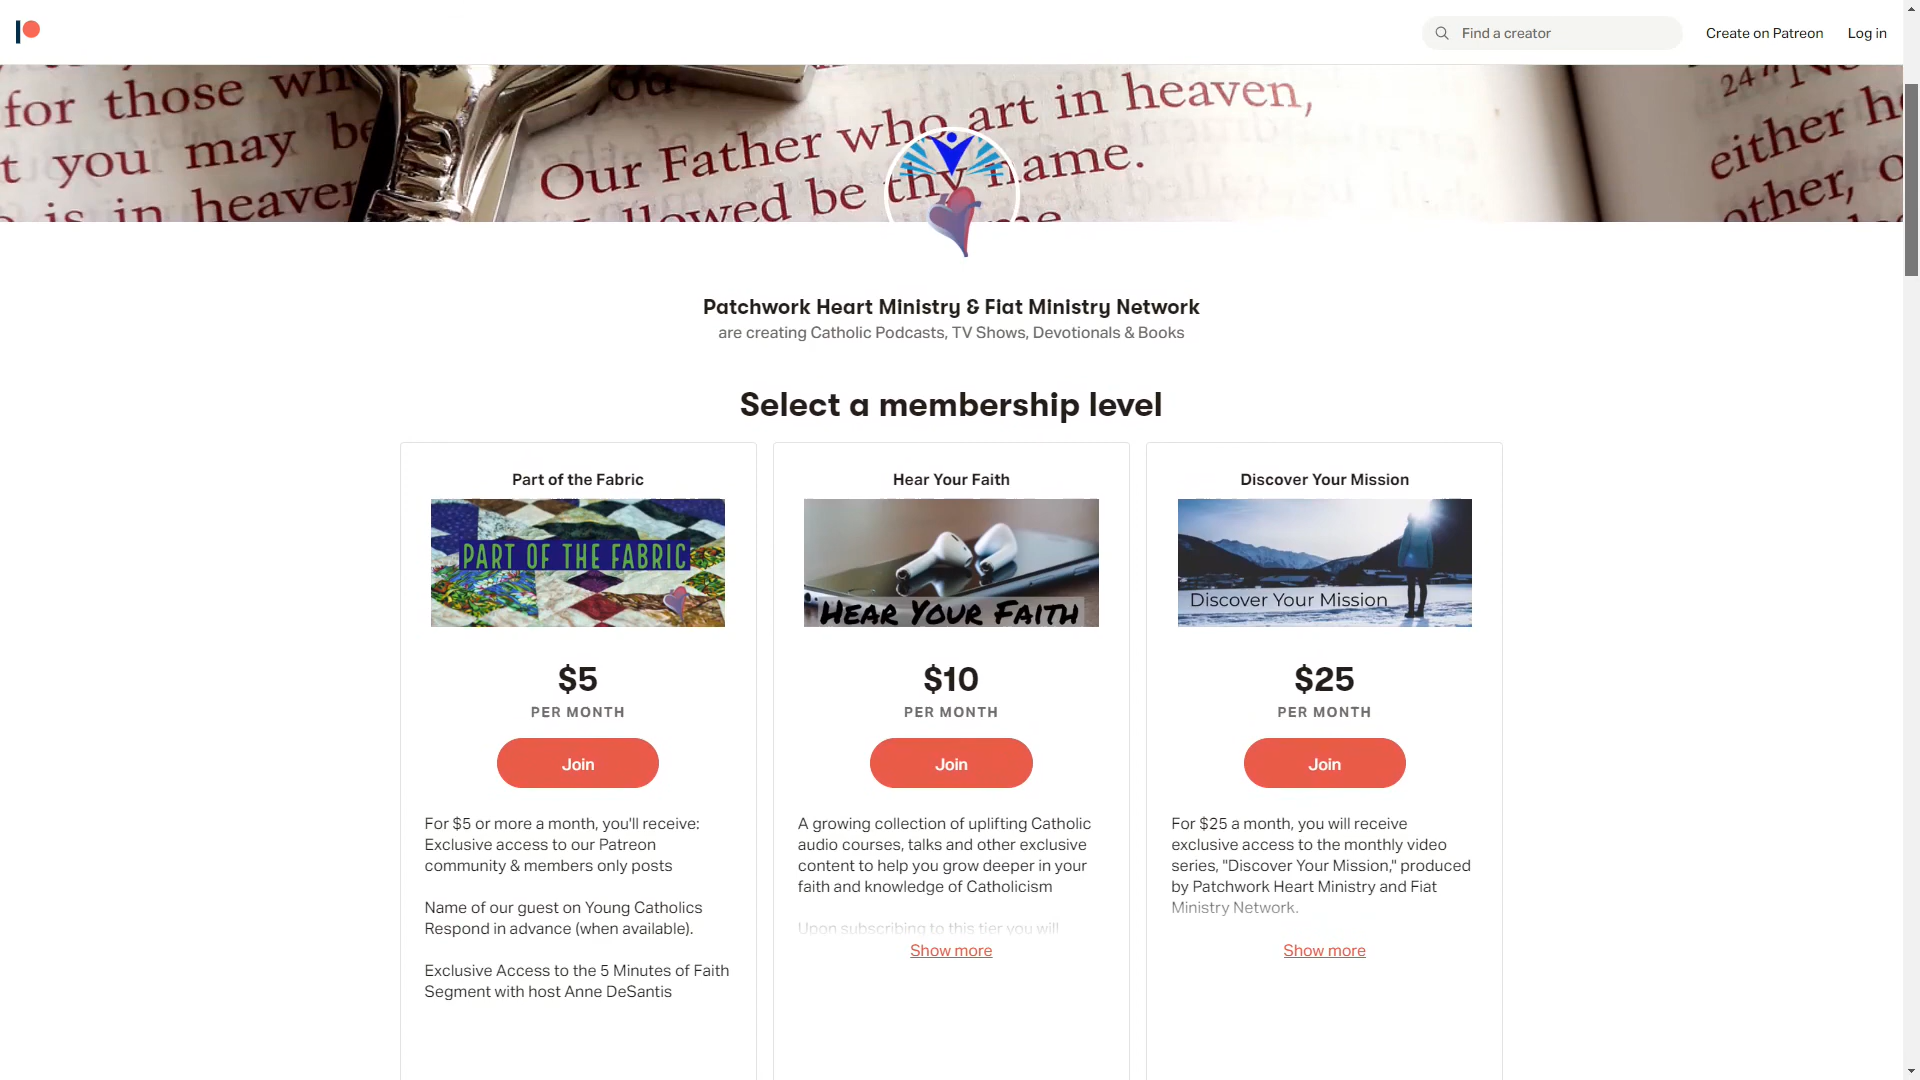 Find a creator
Create on Patreon
Log in
for those wh
t you may be
is in heaven
Our Father who art in heaven,
Hallowed be thy name.
24
either he
other, o
Patchwork Heart Ministry & Fiat Ministry Network
are creating Catholic Podcasts, TV Shows, Devotionals & Books
Select a membership level
Part of the Fabric
PART OF THE FABRIC
$5
PER MONTH
Join
For $5 or more a month, you'll receive:
Exclusive access to our Patreon
community & members only posts
Name of our guest on Young Catholics
Respond in advance (when available).
Exclusive Access to the 5 Minutes of Faith
Segment with host Anne DeSantis
Hear Your Faith
HEAR YOUR FAITH
$10
PER MONTH
Join
A growing collection of uplifting Catholic
audio courses, talks and other exclusive
content to help you grow deeper in your
faith and knowledge of Catholicism
Upon subscribing to this tier you will
Show more
Discover Your Mission
Discover Your Mission
$25
PER MONTH
Join
For $25 a month, you will receive
exclusive access to the monthly video
series, "Discover Your Mission," produced
by Patchwork Heart Ministry and Fiat
Ministry Network.
Show more